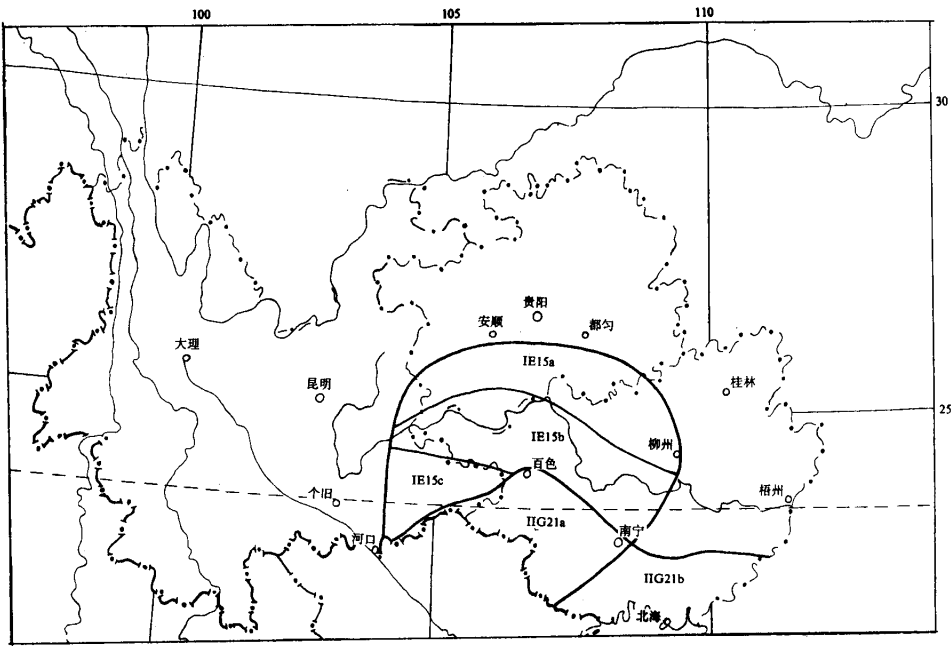 100 105 110
30
贵阳
安顺 都匀
大理
IE15a
昆明 桂林
25
IE15b
柳州
百色
IE15c
个旧 梧州
IIG21a
河口 南宁
IIG21b
北海